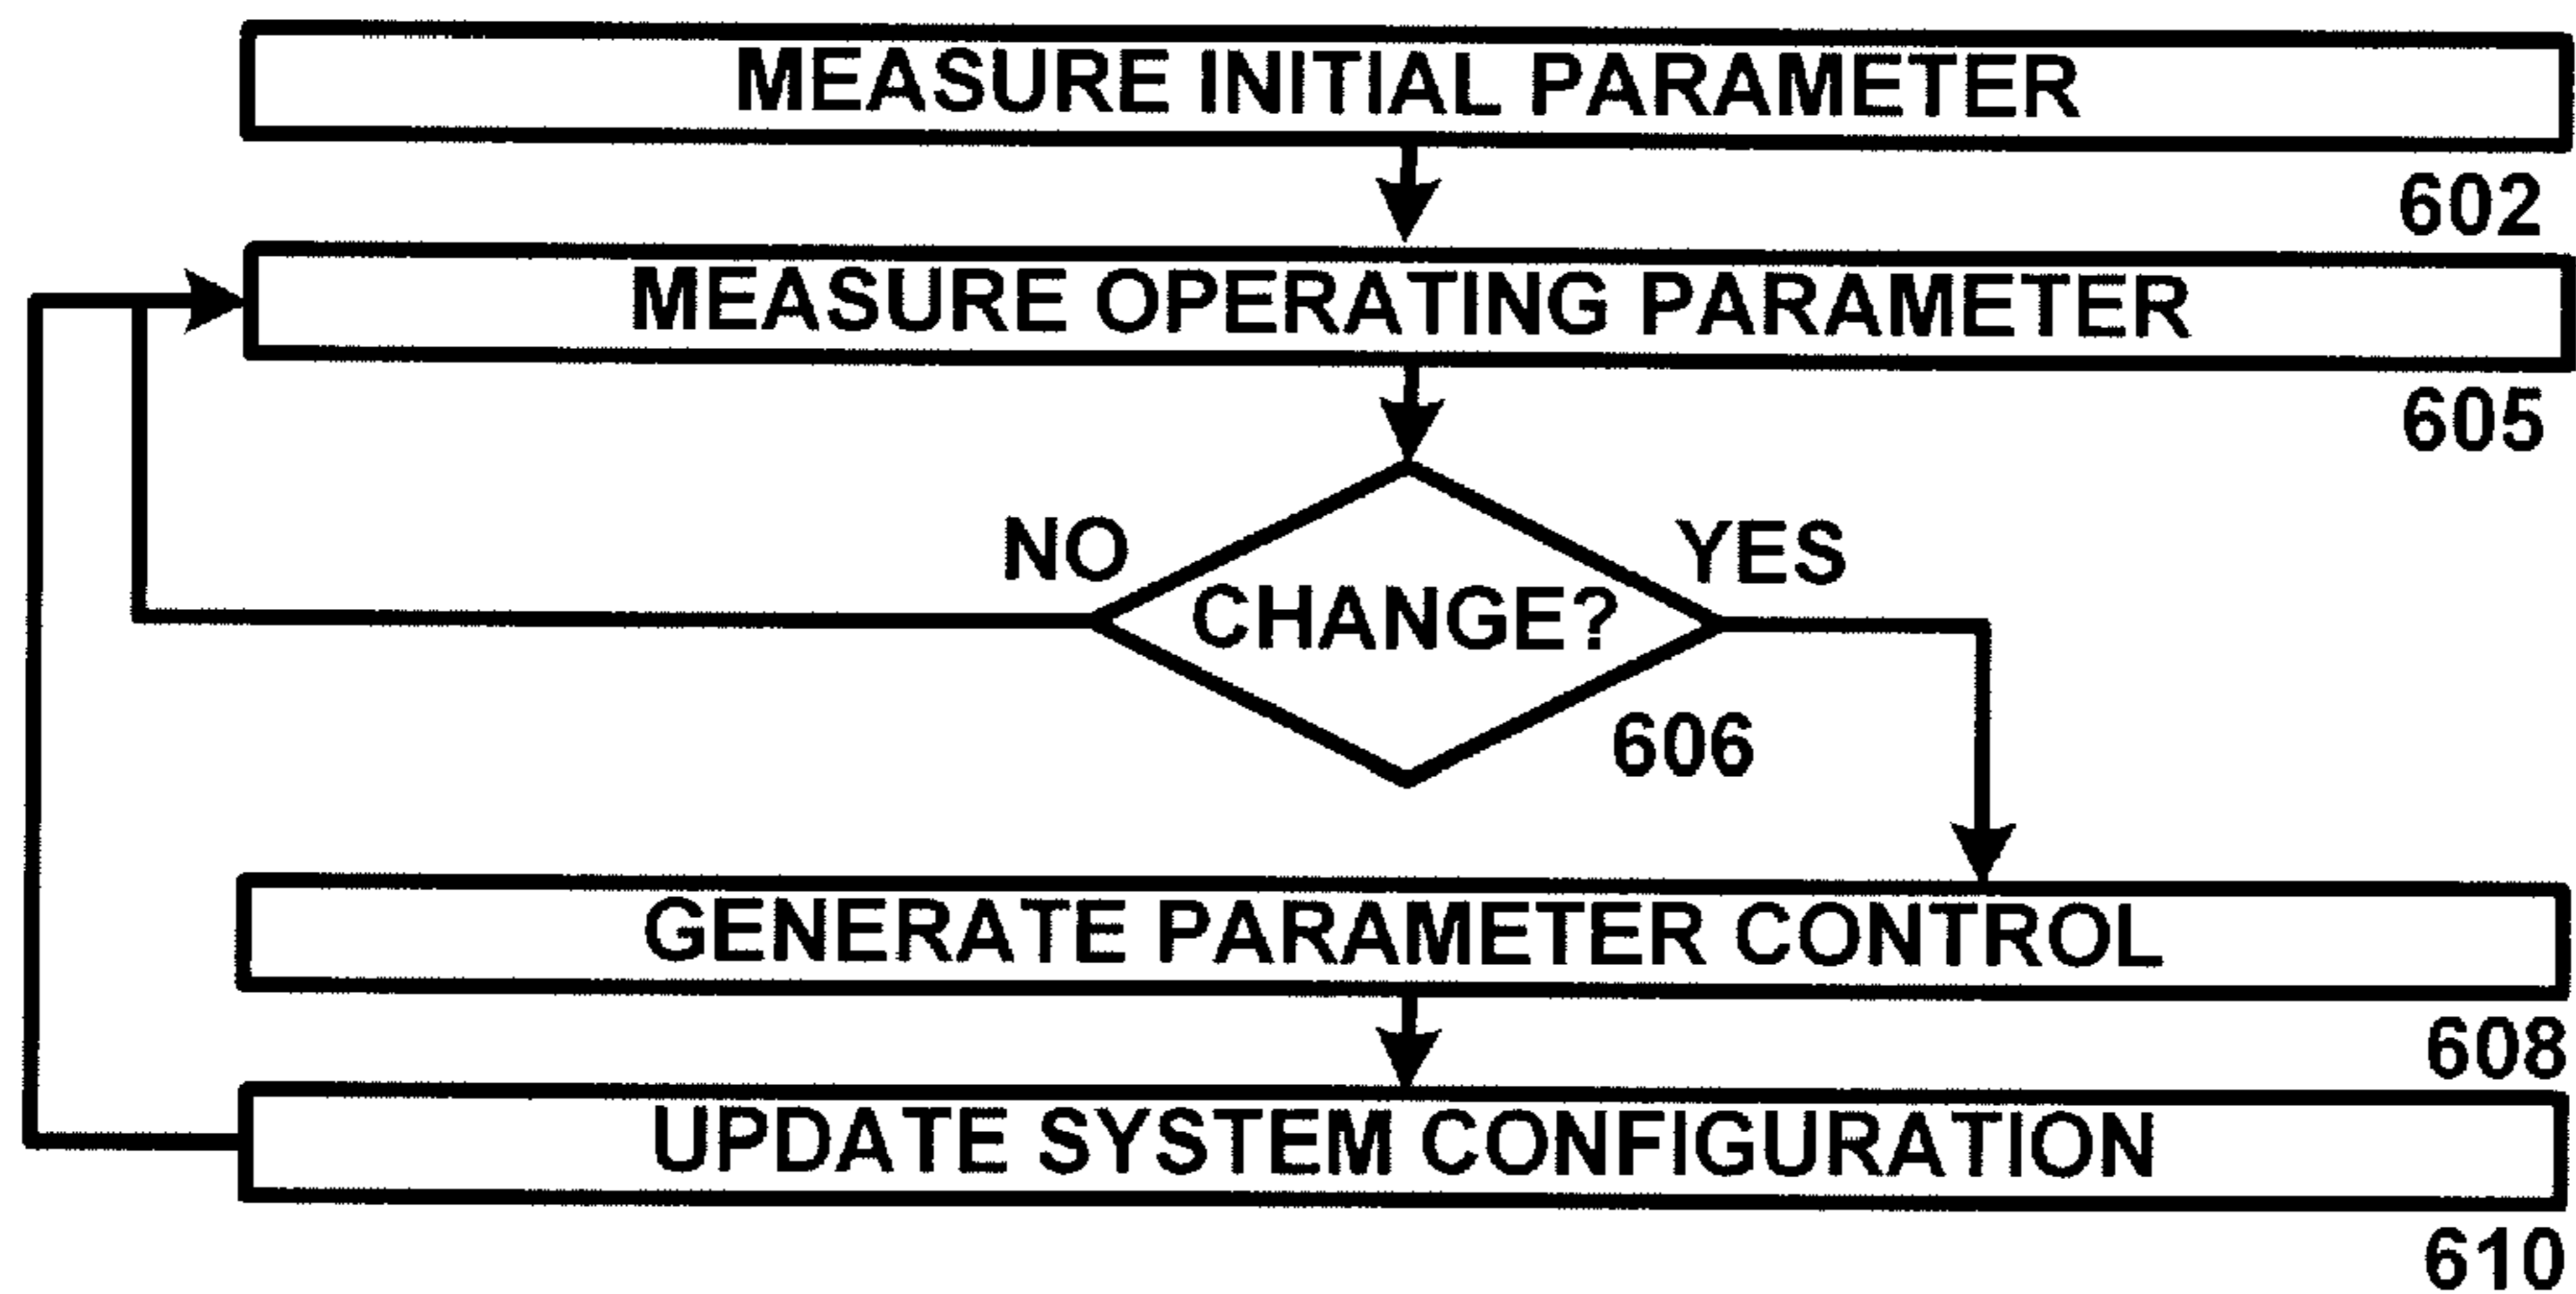 MEASURE INITIAL PARAMETER
602
MEASURE OPERATING PARAMETER
605
NO
YES
CHANGE?
606
GENERATE PARAMETER CONTROL
608
UPDATE SYSTEM CONFIGURATION
610